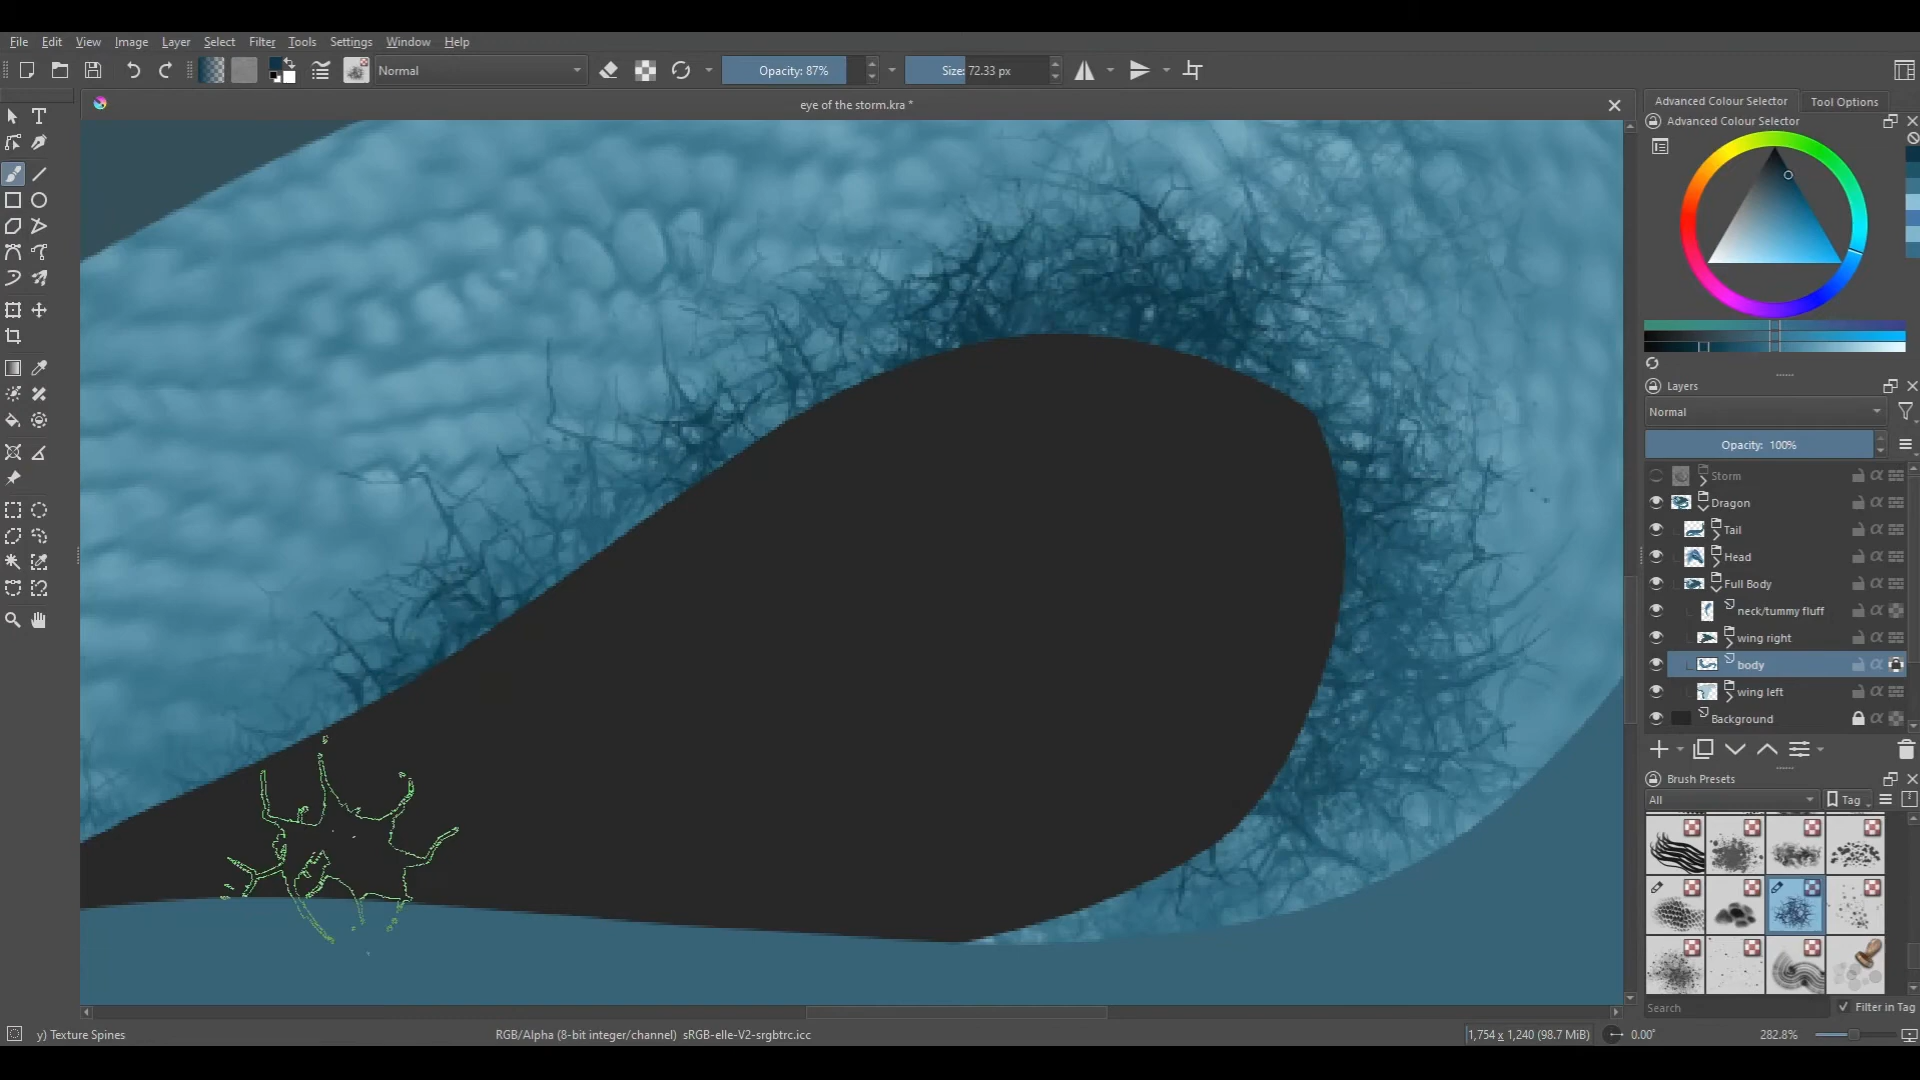 File Edit View Image Layer Select Filter Tools Settings Window Help
Normal
Opacity: 87%
Size: 72.33 px
eye of the storm.kra *
Advanced Colour Selector
Tool Options
Advanced Colour Selector
Layers
Normal
Opacity: 100%
Storm
Dragon
Tail
Head
Full Body
neck/tummy fluff
wing right
body
wing left
Background
Brush Presets
All
Tag
Search
Filter in Tag
y) Texture Spines
RGB/Alpha (8-bit integer/channel) sRGB-elle-V2-srgbtrc.icc
1,754 x 1,240 (98.7 MiB)
0.00°
282.8%